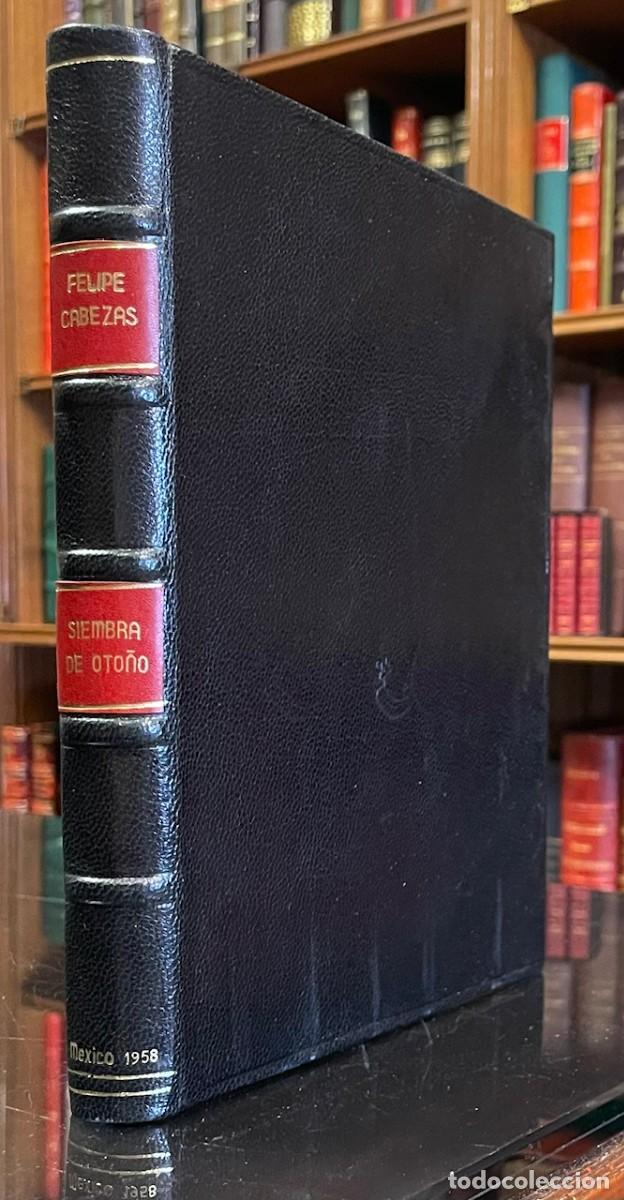 FELIPE
CABEZAS
SIEMBRA
DE OTOÑO
Mexico 1958
todocoleccion